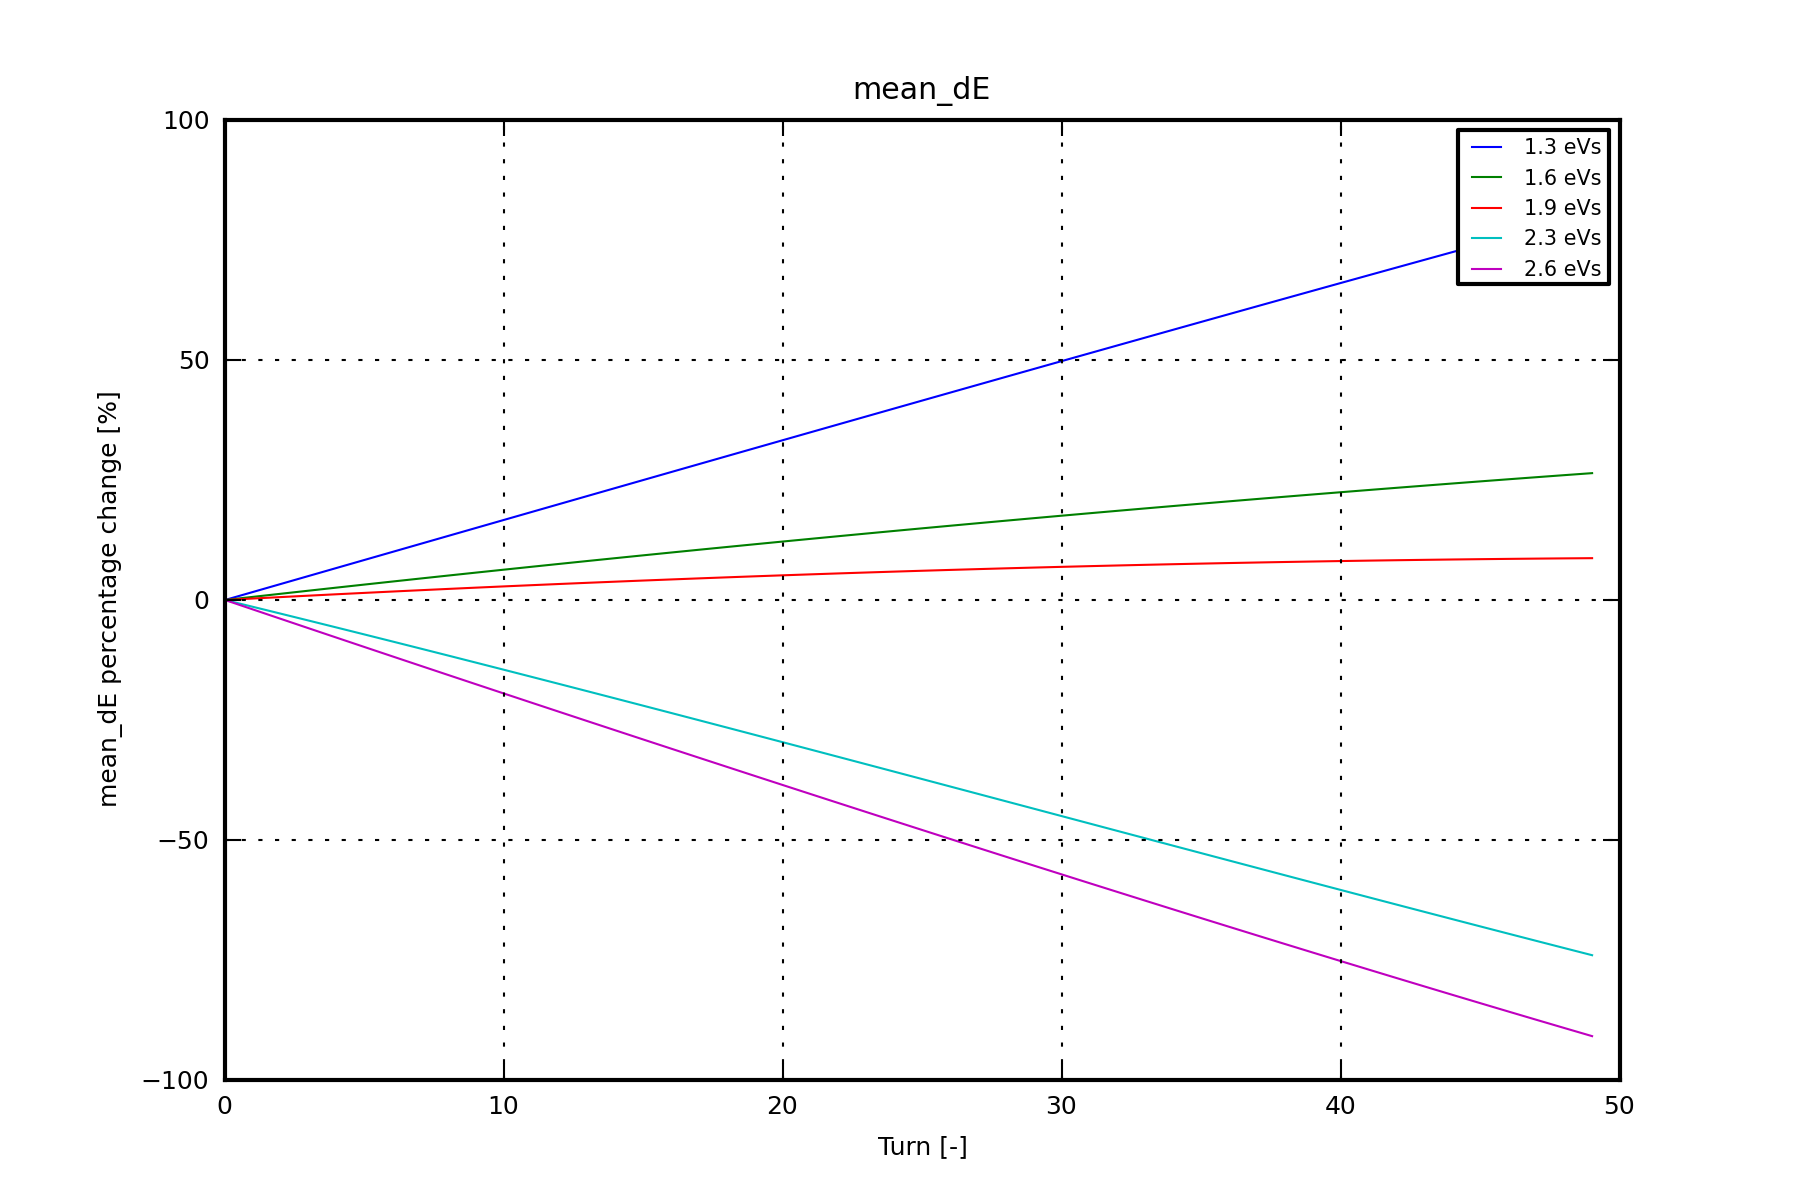 mean_dE
100
50
0
−50
−100
mean_dE percentage change [%]
1.3 eVs
1.6 eVs
1.9 eVs
2.3 eVs
2.6 eVs
0 10 20 30 40 50
Turn [-]